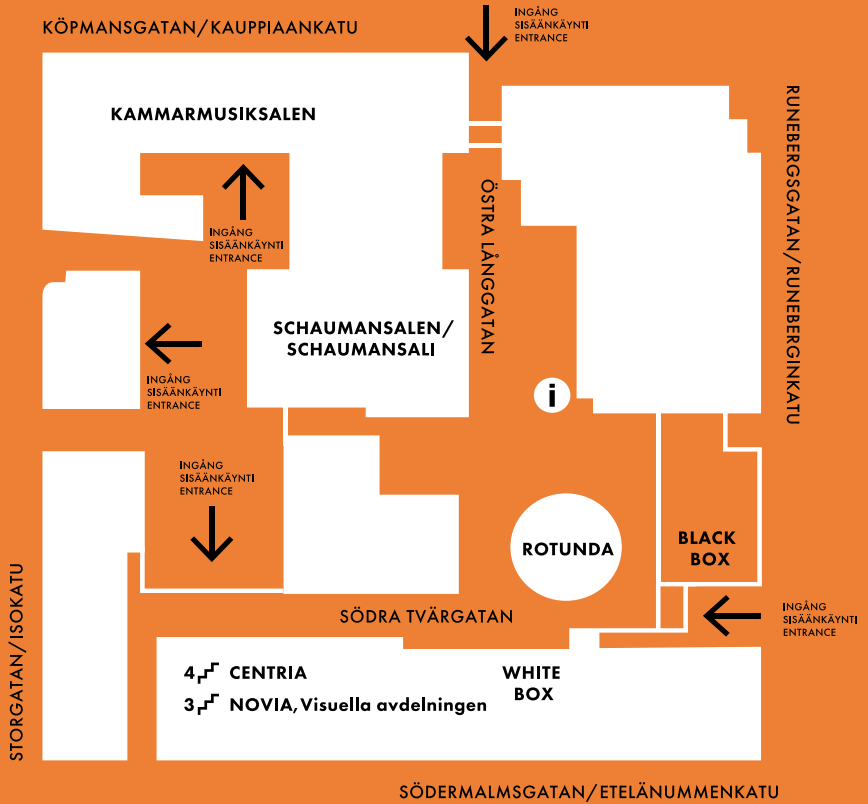 KÖPMANSGATAN/KAUPPIAANKATU
INGÅNG
SISÄÄNKÄYNTI
ENTRANCE
KAMMARMUSIKSALEN
RUNEBERGSGATAN/RUNEBERGINKATU
ÖSTRA LÅNGGATAN
INGÅNG
SISÄÄNKÄYNTI
ENTRANCE
SCHAUMANSALEN/
SCHAUMANSALI
INGÅNG
SISÄÄNKÄYNTI
ENTRANCE
i
INGÅNG
SISÄÄNKÄYNTI
ENTRANCE
ROTUNDA
BLACK
BOX
STORGATAN/ISOKATU
SÖDRA TVÄRGATAN
INGÅNG
SISÄÄNKÄYNTI
ENTRANCE
4 CENTRIA
3 NOVIA, Visuella avdelningen
WHITE
BOX
SÖDERMALMSGATAN/ETELÄNUMMENKATU